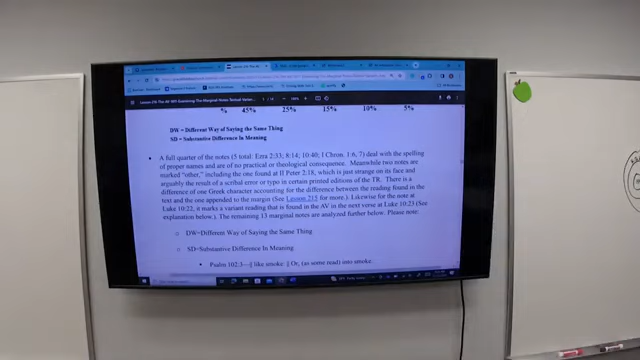 % 45% 25% 15% 10% 5%
DW = Different Way of Saying the Same Thing
SD = Substantive Difference In Meaning
• A full quarter of the notes (5 total: Ezra 2:33; 8:14; 10:40; I Chron. 1:6, 7) deal with the spelling
of proper names and are of no practical or theological consequence. Meanwhile two notes are
marked "other," including the one found at II Peter 2:18, which is just strange on its face and
arguably the result of a scribal error or typo in certain printed editions of the TR. There is a
difference of one Greek character accounting for the difference between the reading found in the
text and the one appended to the margin (See Lesson 215 for more.) Likewise for the note at
Luke 10:22, it marks a variant reading that is found in the AV in the next verse at Luke 10:23 (See
explanation below.). The remaining 13 marginal notes are analyzed further below. Please note:
o DW=Different Way of Saying the Same Thing
o SD=Substantive Difference In Meaning
▪ Psalm 102:3—|| like smoke || Or, (as some read) into smoke.